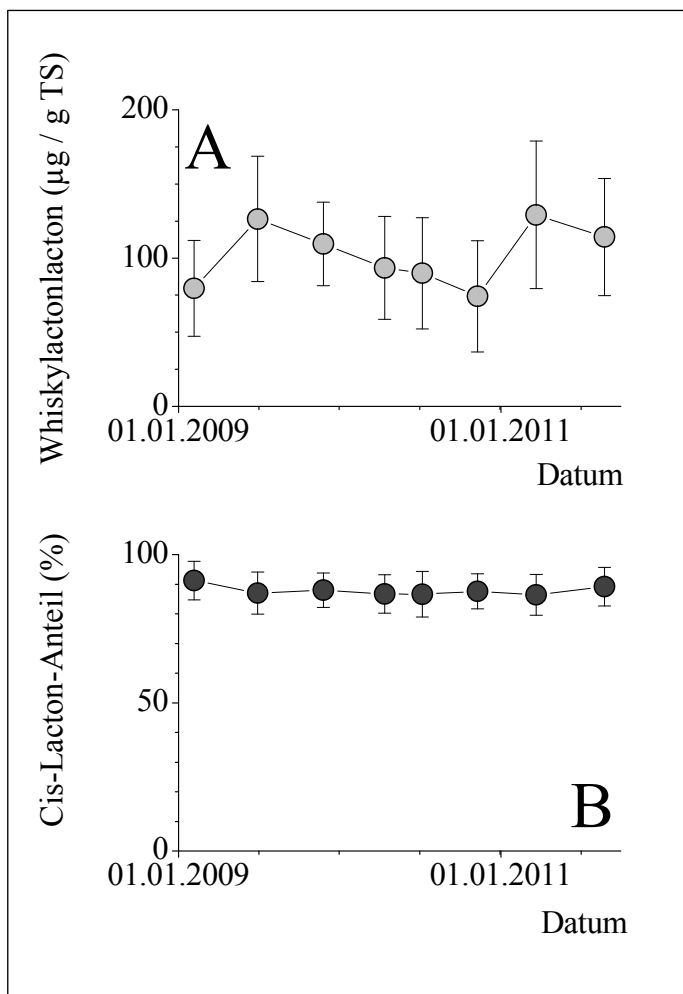 Whiskylactonlacton (µg / g TS)
200
A
100
0
01.01.2009
01.01.2011
Datum
Cis-Lacton-Anteil (%)
100
50
0
B
01.01.2009
01.01.2011
Datum